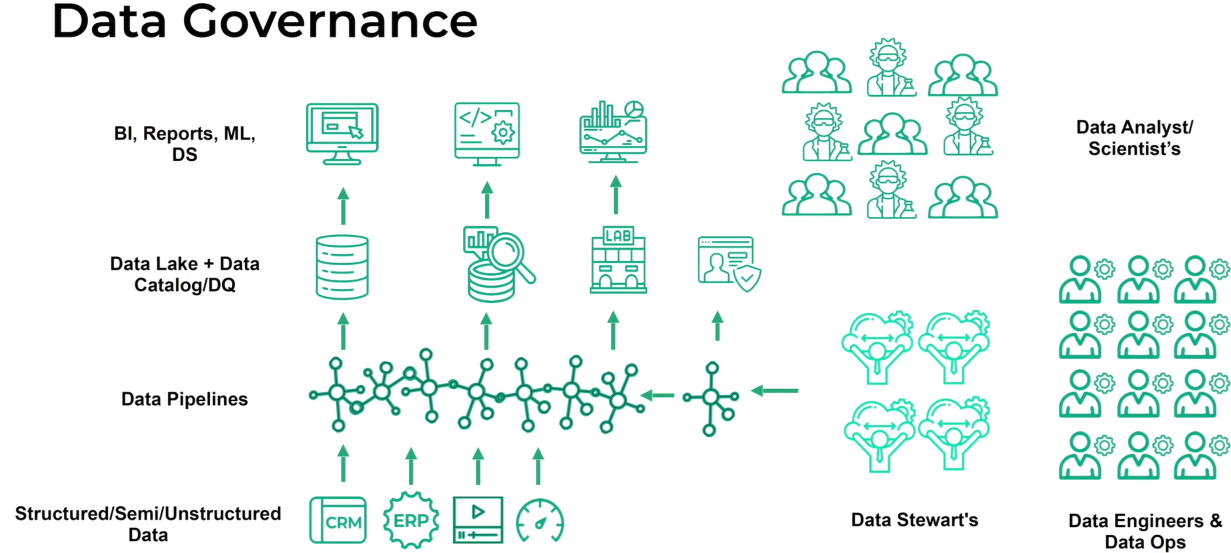 Data Governance
BI, Reports, ML,
DS
Data Analyst/
Scientist's
</>
LAB
Data Lake + Data
Catalog/DQ
Data Pipelines
Structured/Semi/Unstructured
Data
CRM
ERP
Data Stewart's
Data Engineers &
Data Ops